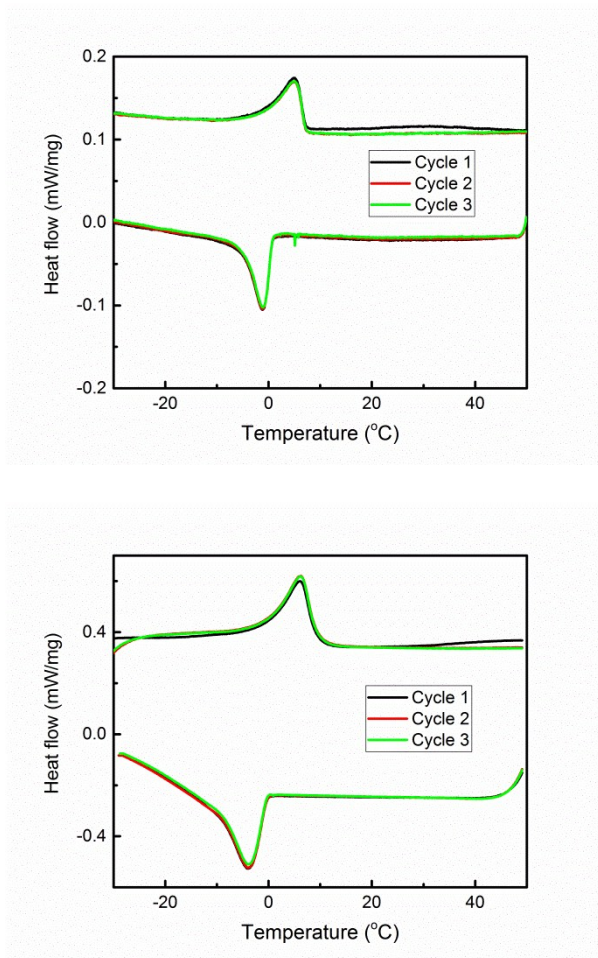 0.2
0.1
0.0
-0.1
-0.2
Heat flow (mW/mg)
Cycle 1
Cycle 2
Cycle 3
-20 0 20 40
Temperature (°C)
0.4
0.0
-0.4
Heat flow (mW/mg)
Cycle 1
Cycle 2
Cycle 3
-20 0 20 40
Temperature (°C)